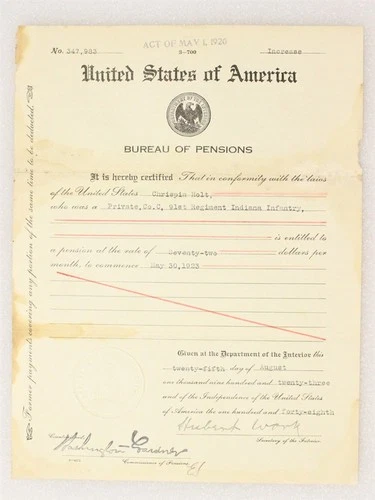 No. 347,983
ACT OF MAY 1, 1920
3-700
Increase
United States of America
BUREAU OF PENSIONS
It is hereby certified That in conformity with the laws
of the United States Chrispin Holt,
who was a Private, Co.C, 91st Regiment Indiana Infantry,
is entitled to
a pension at the rate of Seventy-two dollars per
month, to commence May 30,1923
Given at the Department of the Interior this
twenty-fifth day of August
one thousand nine hundred and twenty-three
and of the Independence of the United States
of America the one hundred and forty-eighth
Hubert Work
Secretary of the Interior.
Countersigned
Washington Gardner
Commissioner of Pensions
Former payments covering any portion of the same time to be deducted.